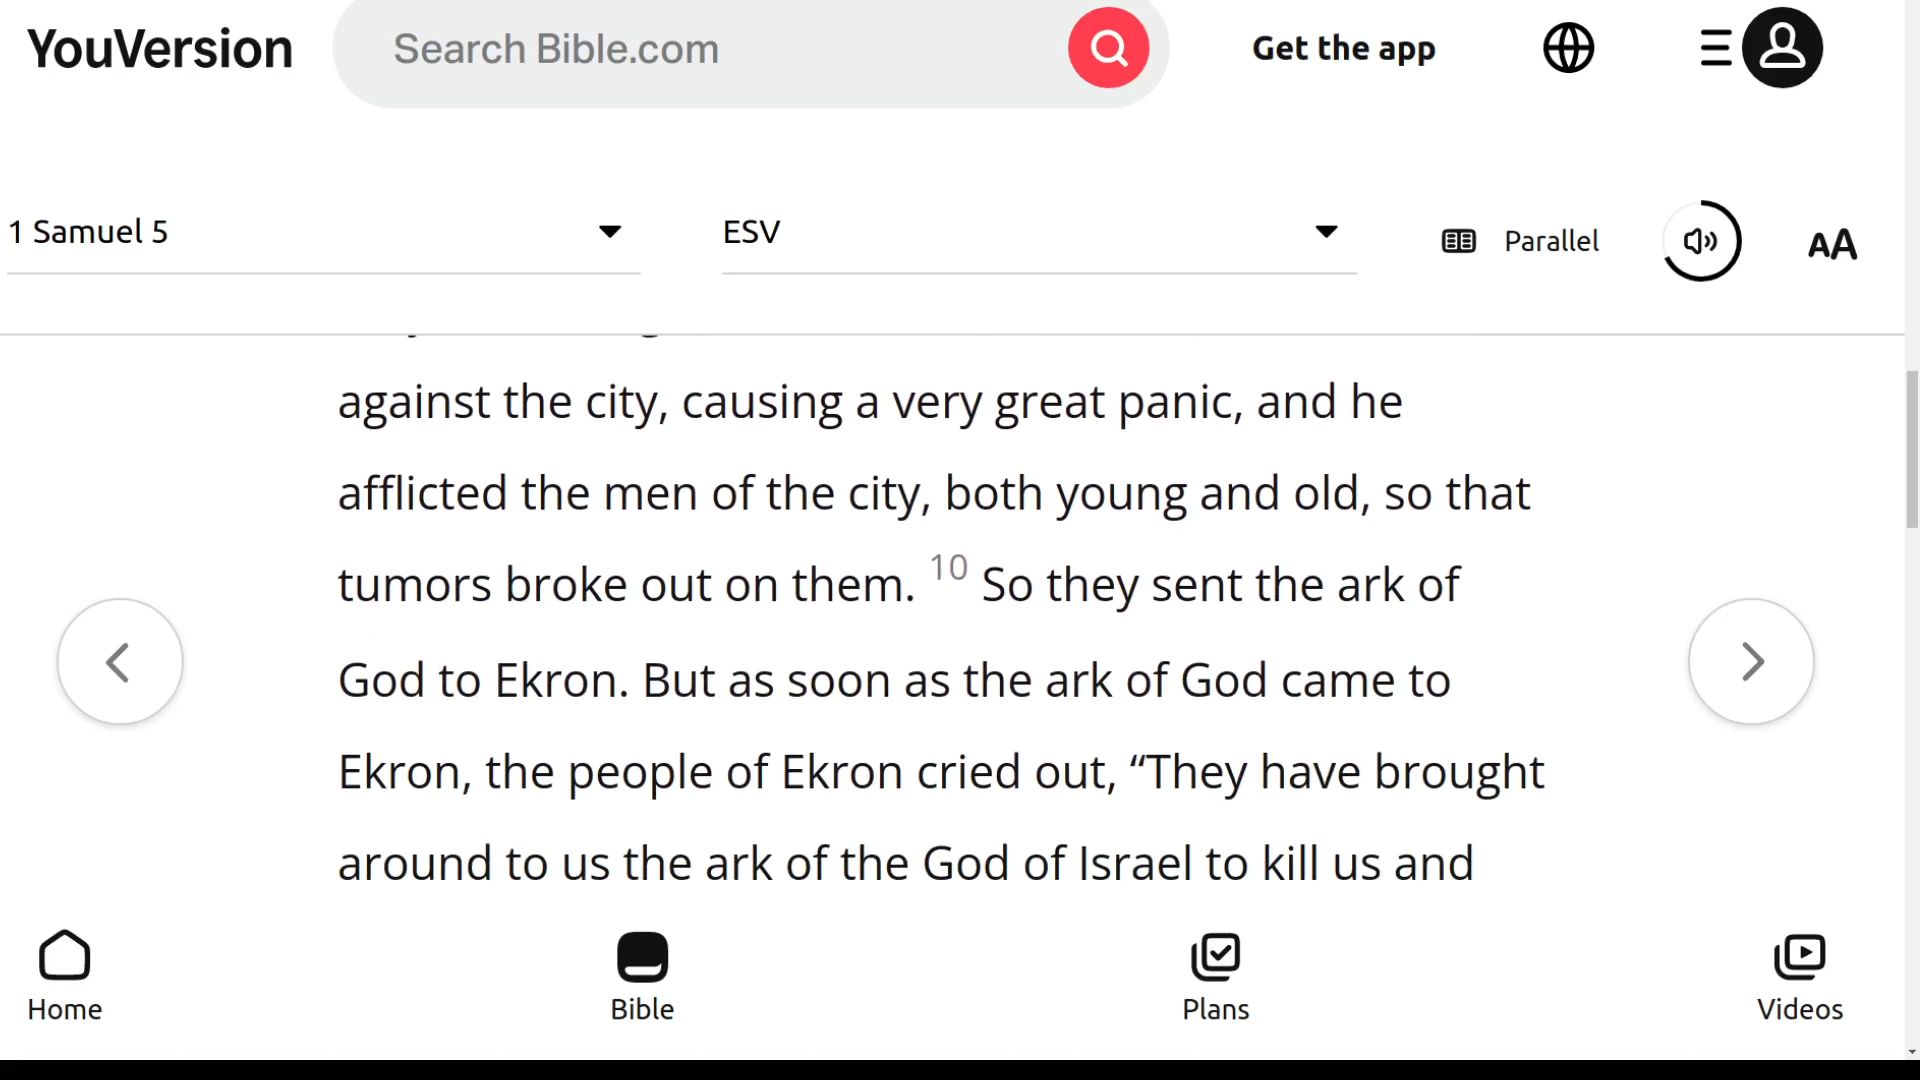 YouVersion
Search Bible.com
Get the app
1 Samuel 5
ESV
Parallel
AA
against the city, causing a very great panic, and he
afflicted the men of the city, both young and old, so that
tumors broke out on them. 10 So they sent the ark of
God to Ekron. But as soon as the ark of God came to
Ekron, the people of Ekron cried out, “They have brought
around to us the ark of the God of Israel to kill us and
Home
Bible
Plans
Videos